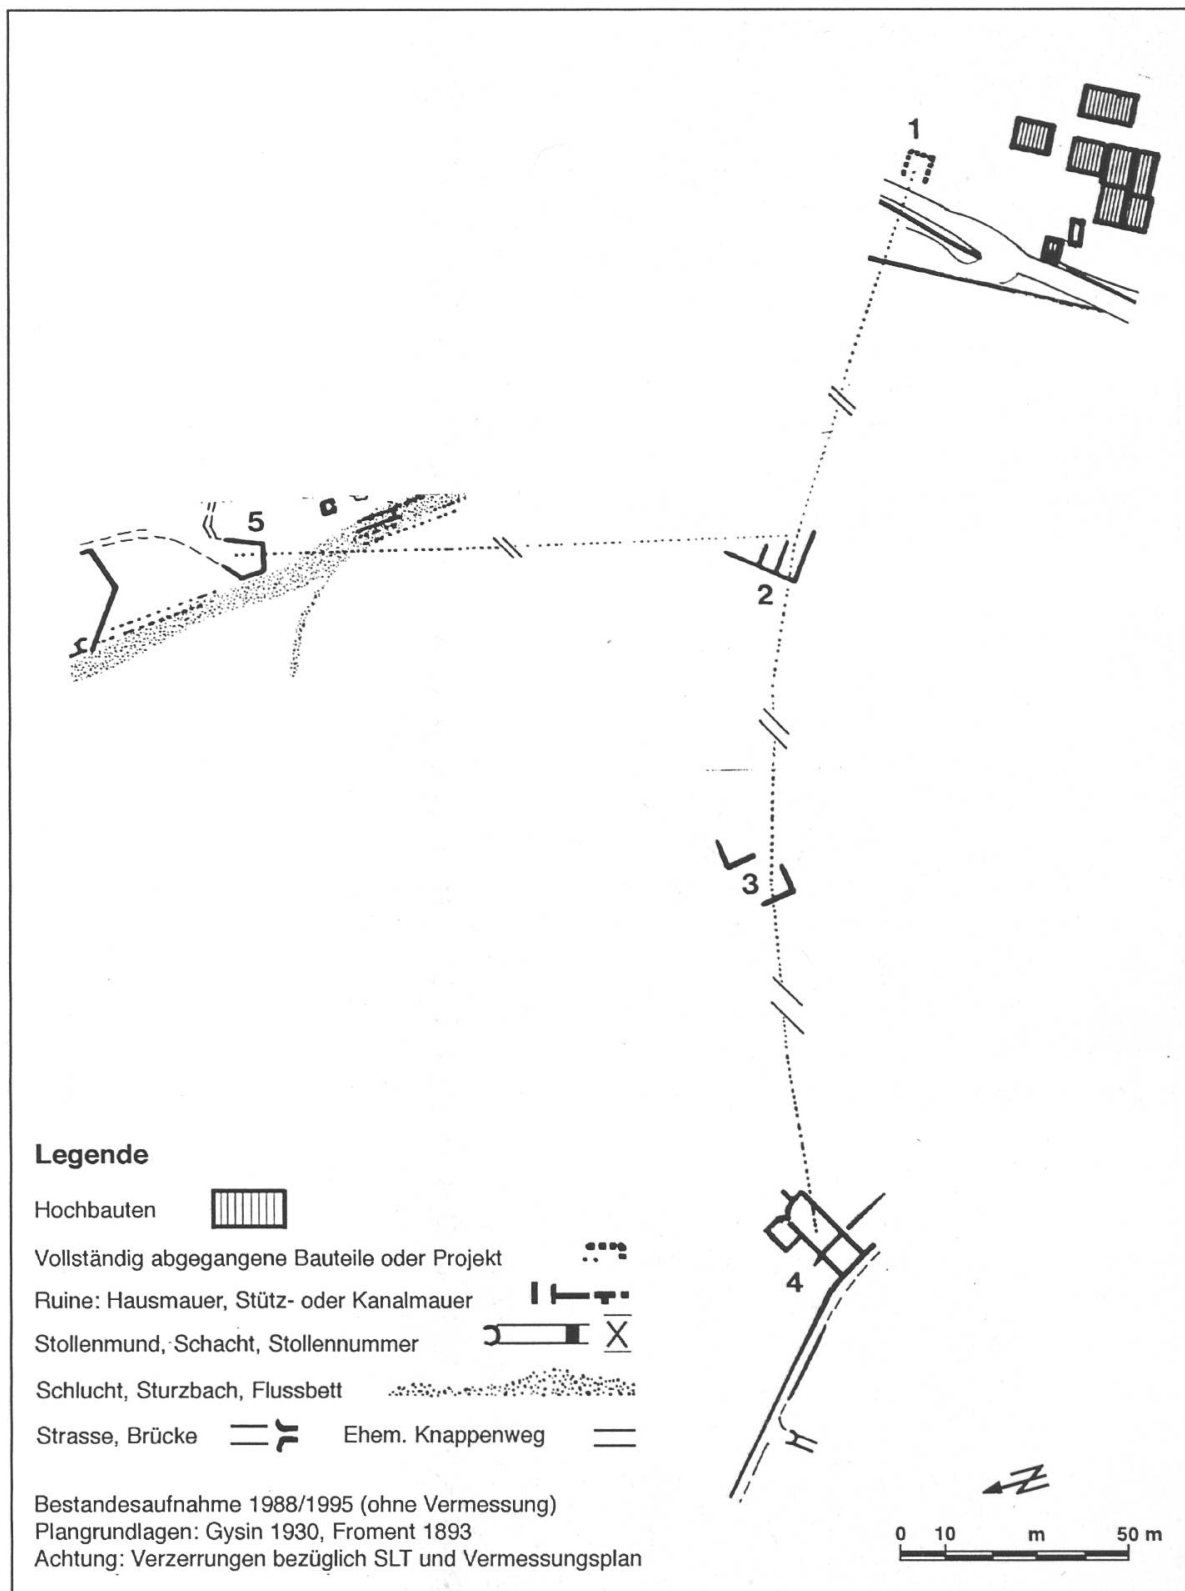 1
5
2
3
4
Legende
Hochbauten
Vollständig abgegangene Bauteile oder Projekt
Ruine: Hausmauer, Stütz- oder Kanalmauer
Stollenmund, Schacht, Stollennummer
Schlucht, Sturzbach, Flussbett
Strasse, Brücke Ehem. Knappenweg
Bestandesaufnahme 1988/1995 (ohne Vermessung)
Plangrundlagen: Gysin 1930, Froment 1893
Achtung: Verzerrungen bezüglich SLT und Vermessungsplan
N
0 10 m 50 m